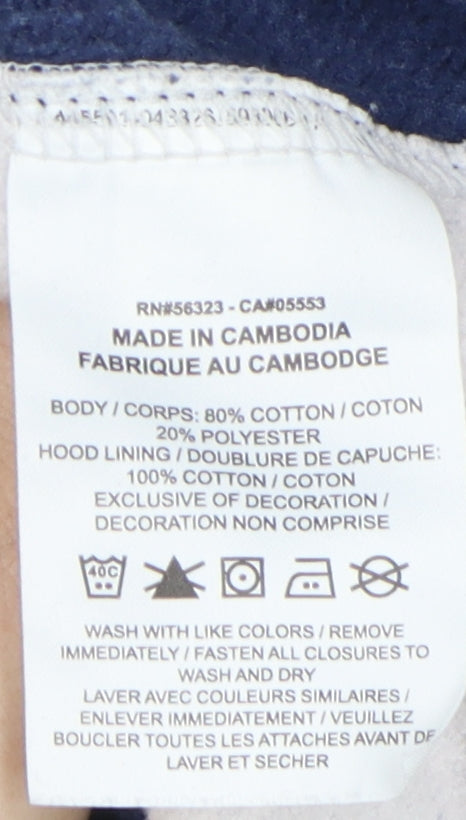 RN#56323 - CA#05553
MADE IN CAMBODIA
FABRIQUE AU CAMBODGE
BODY / CORPS: 80% COTTON / COTON
20% POLYESTER
HOOD LINING / DOUBLURE DE CAPUCHE:
100% COTTON / COTON
EXCLUSIVE OF DECORATION /
DECORATION NON COMPRISE
40C
WASH WITH LIKE COLORS / REMOVE
IMMEDIATELY / FASTEN ALL CLOSURES TO
WASH AND DRY
LAVER AVEC COULEURS SIMILAIRES /
ENLEVER IMMEDIATEMENT / VEUILLEZ
BOUCLER TOUTES LES ATTACHES AVANT DE
LAVER ET SECHER